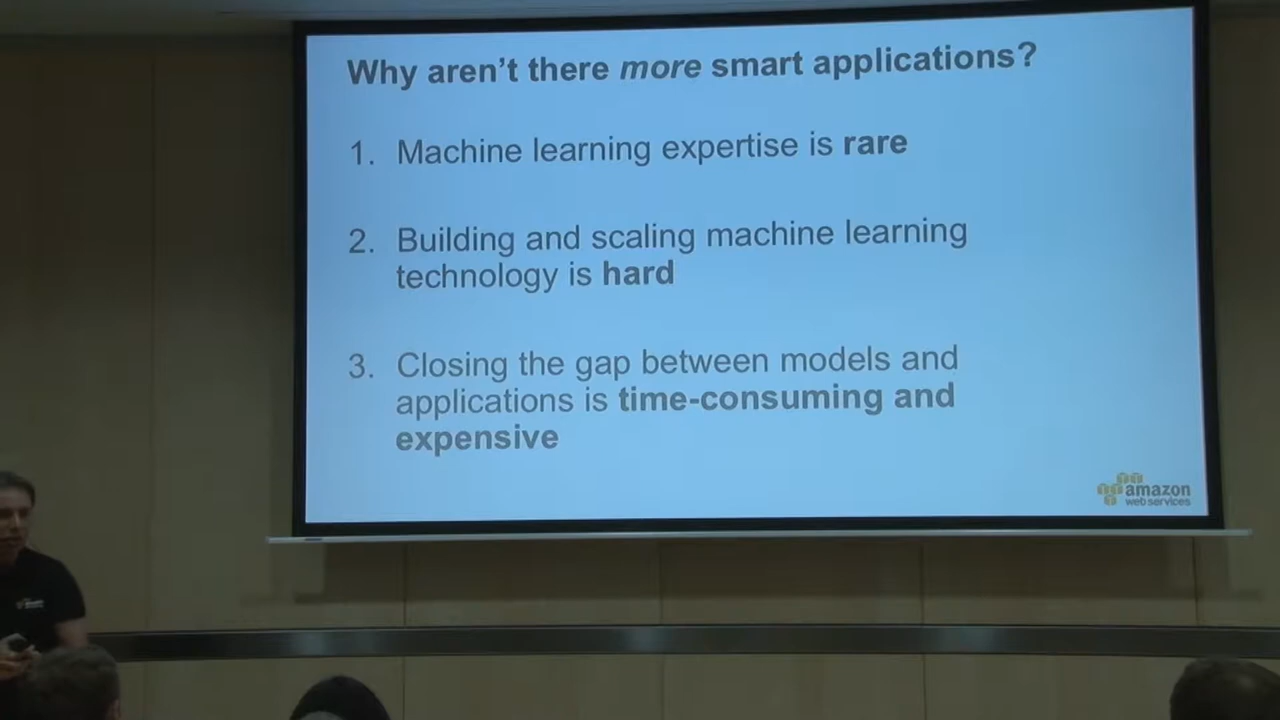 Why aren't there more smart applications?
1. Machine learning expertise is rare
2. Building and scaling machine learning
technology is hard
3. Closing the gap between models and
applications is time-consuming and
expensive
amazon
web services